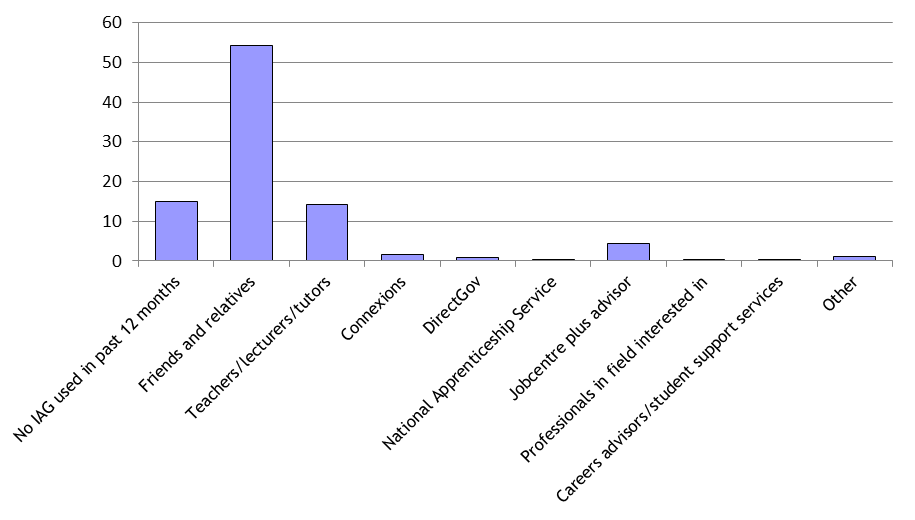 60
50
40
30
20
10
0
No IAG used in past 12 months
Friends and relatives
Teachers/lecturers/tutors
Connexions
DirectGov
National Apprenticeship Service
Jobcentre plus advisor
Professionals in field interested in
Careers advisors/student support services
Other